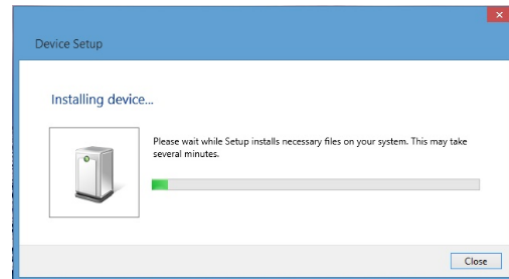 Device Setup
Installing device...
Please wait while Setup installs necessary files on your system. This may take
several minutes.
Close